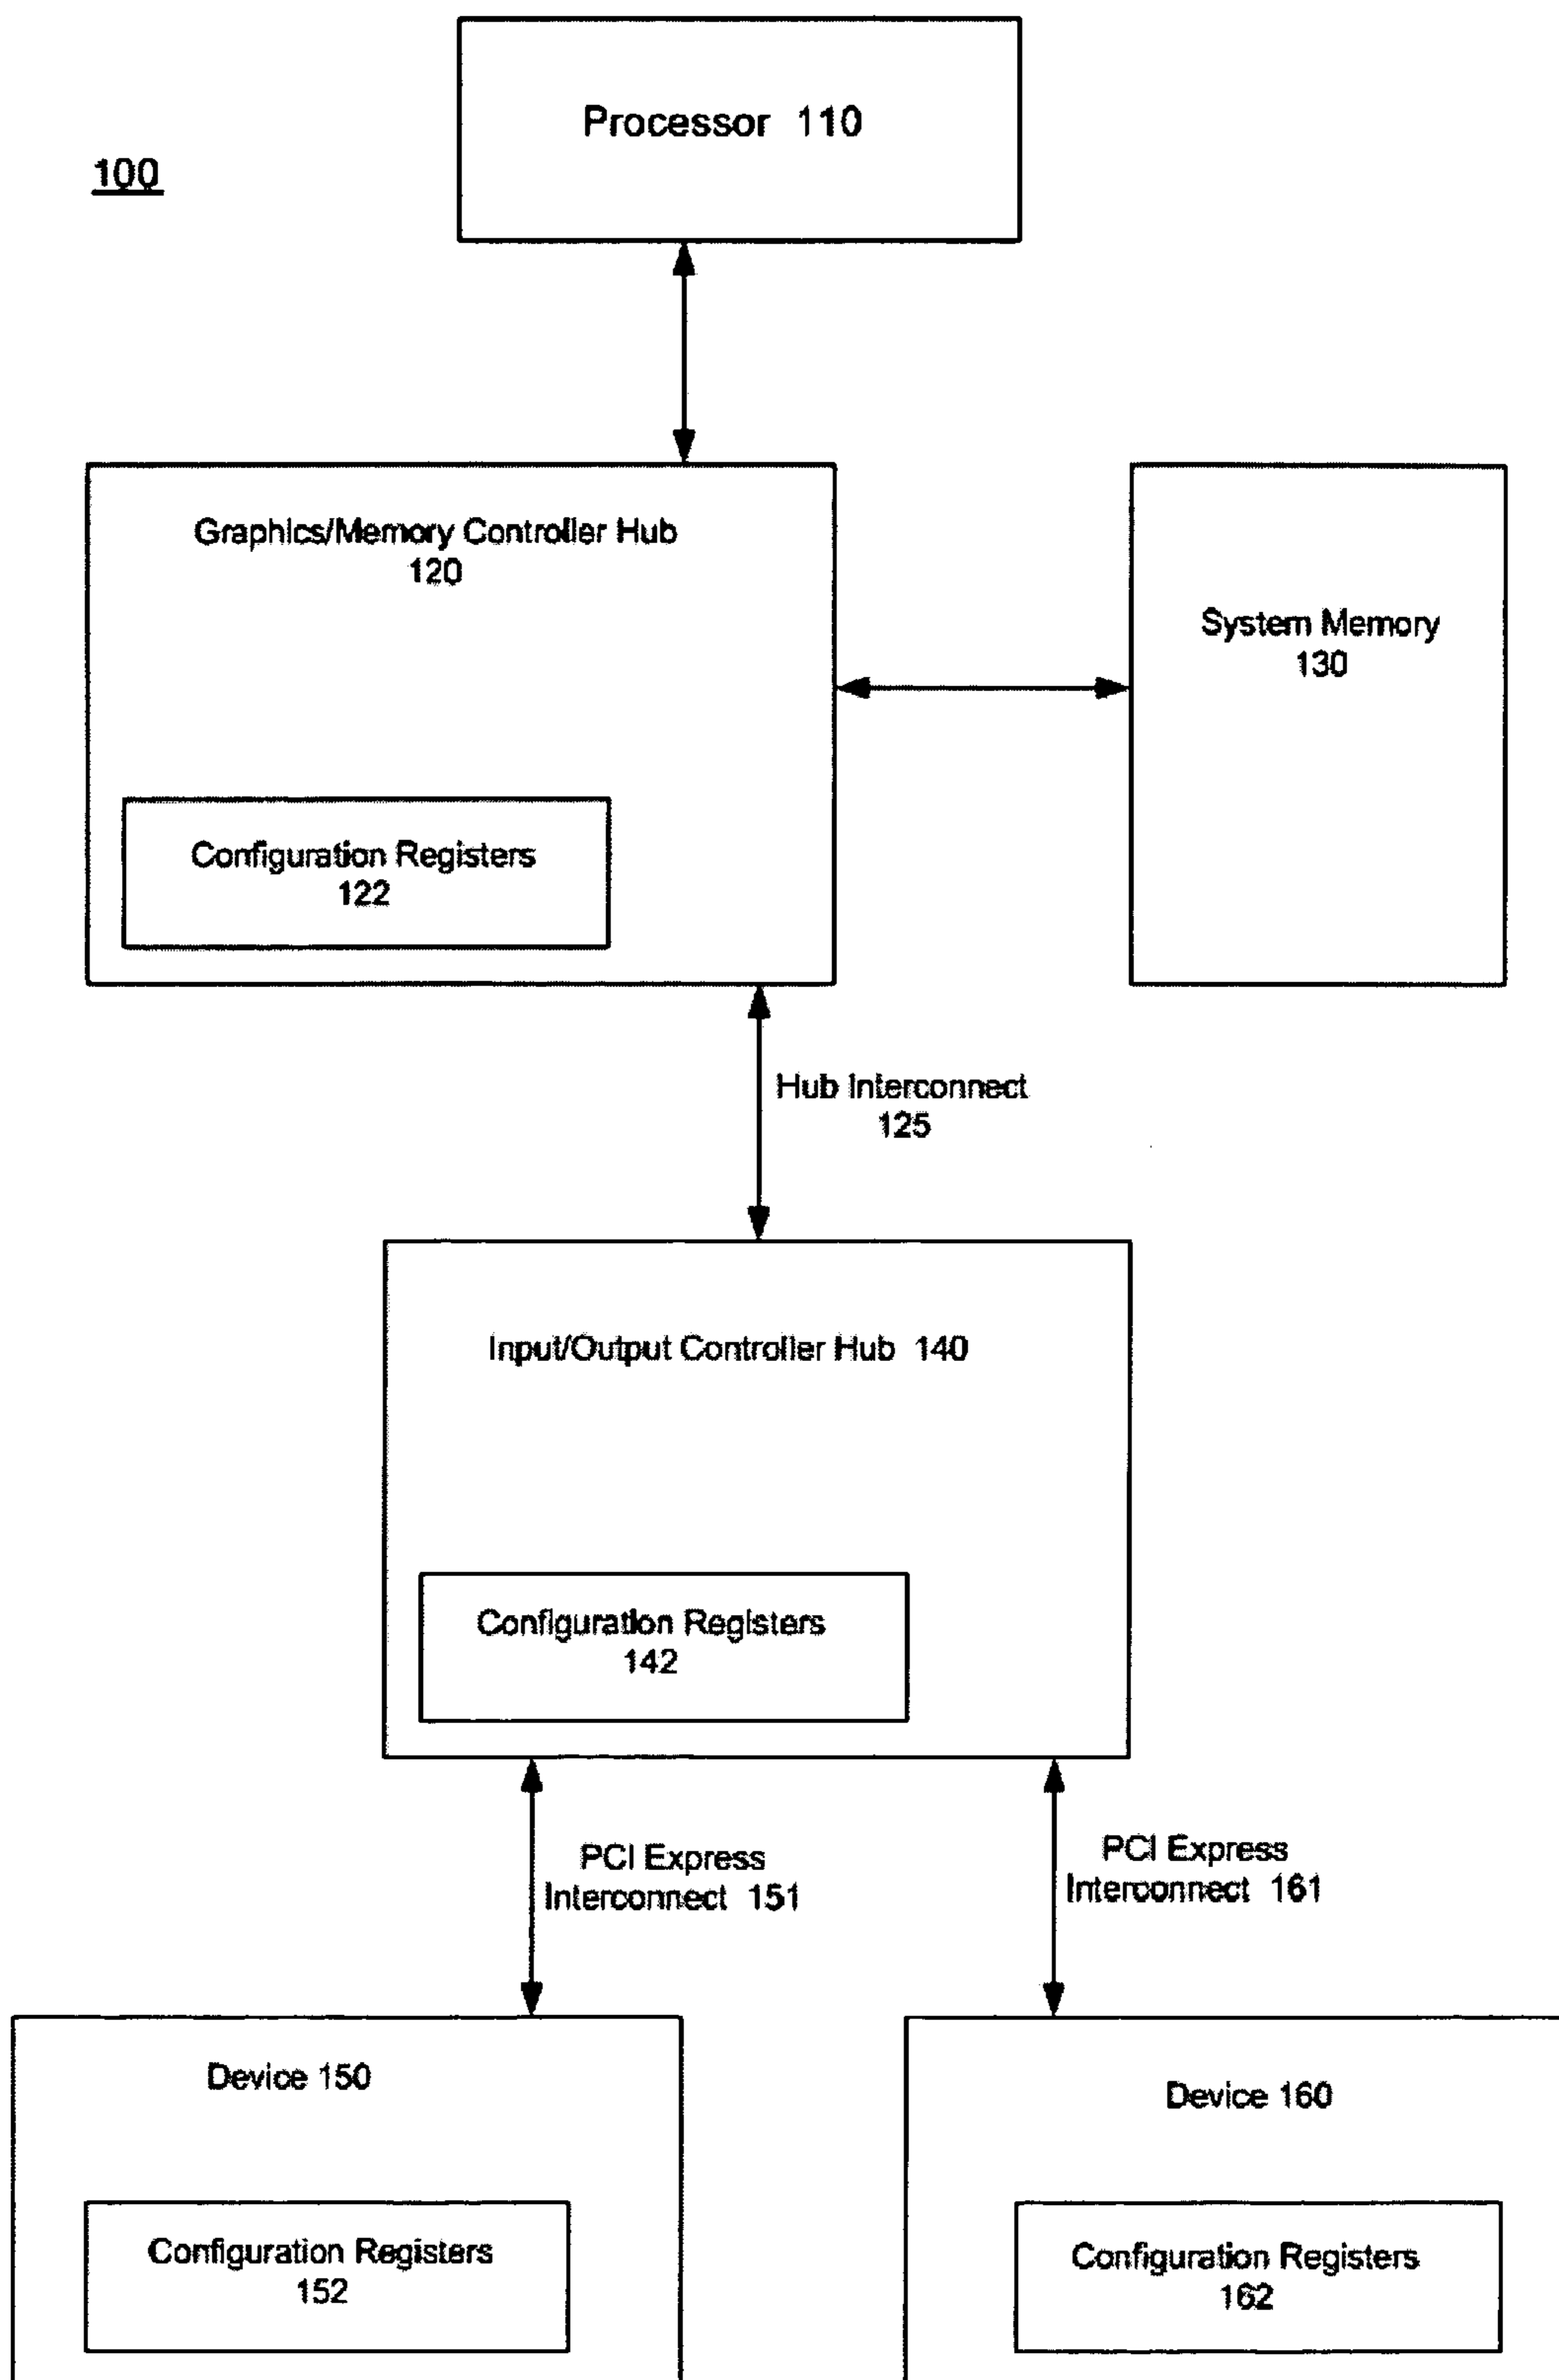 Processor 110
100
Graphics/Memory Controller Hub
120
System Memory
130
Configuration Registers
122
Hub Interconnect
125
Input/Output Controller Hub 140
Configuration Registers
142
PCI Express
Interconnect 151
PCI Express
Interconnect 161
Device 150
Device 160
Configuration Registers
152
Configuration Registers
162